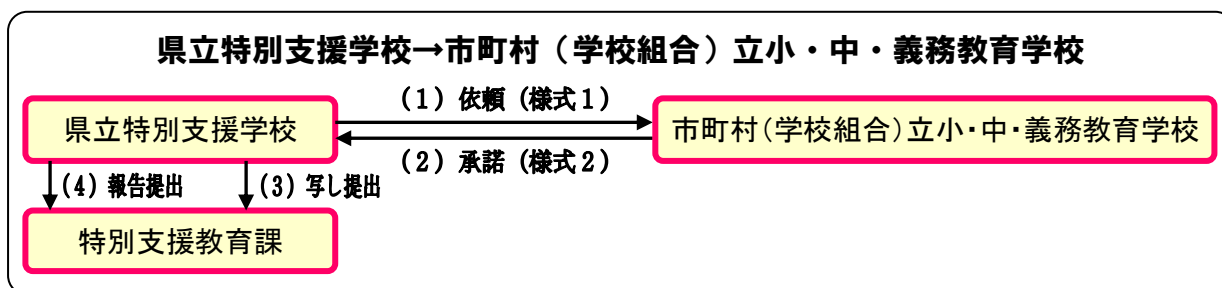 県立特別支援学校→市町村（学校組合）立小・中・義務教育学校
（1）依頼（様式1）
県立特別支援学校
市町村(学校組合)立小・中・義務教育学校
（2）承諾（様式2）
（4）報告提出
（3）写し提出
特別支援教育課